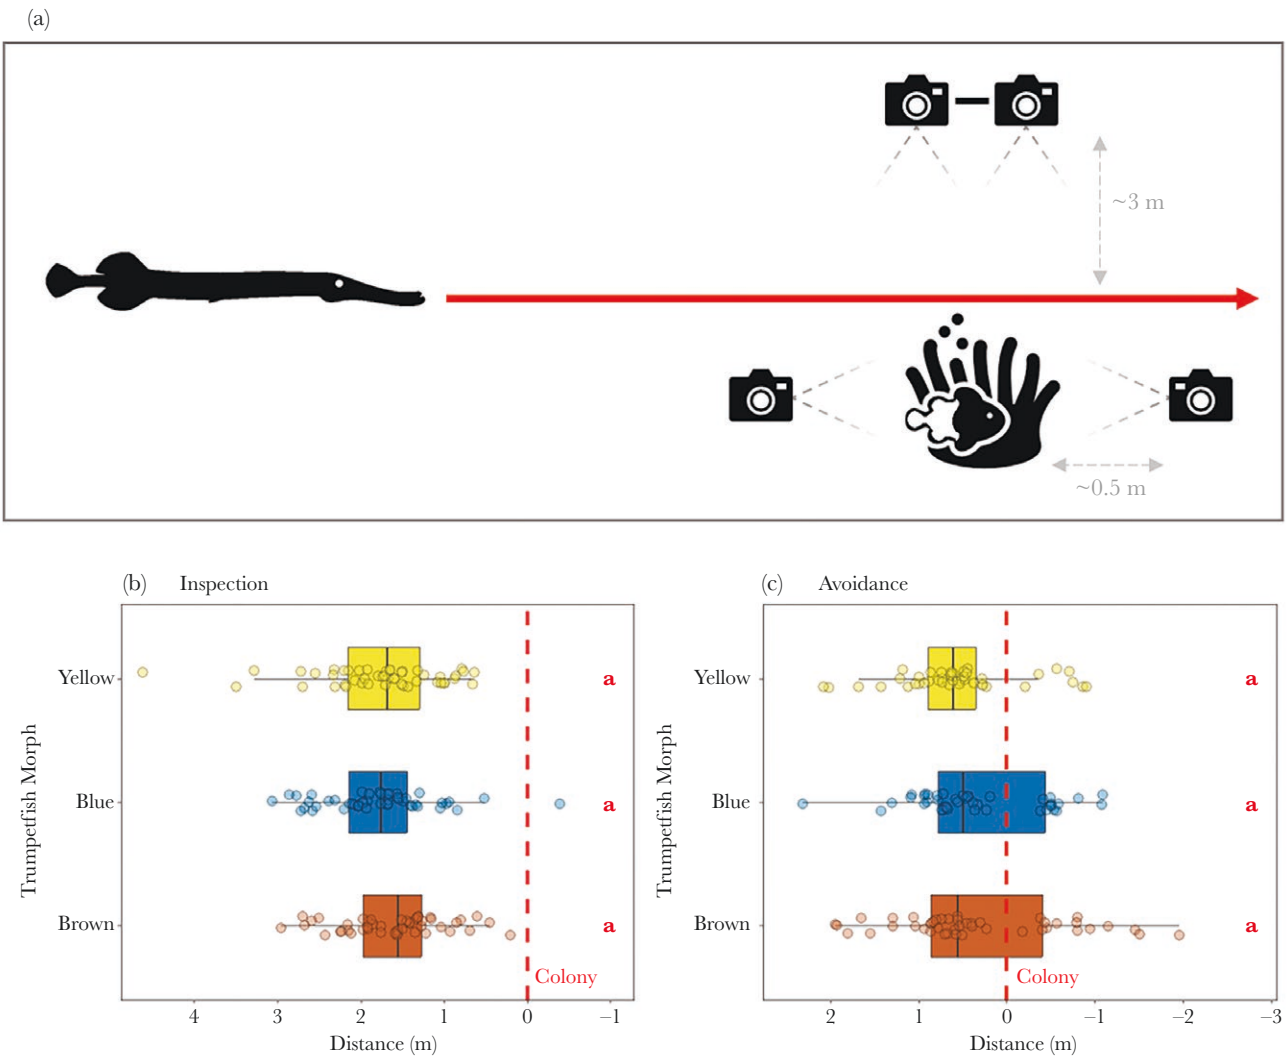 (a)
~3 m
~0.5 m
(b) Inspection
Trumpetfish Morph
Yellow
Blue
Brown
a
a
a
Colony
4 3 2 1 0 –1
Distance (m)
(c) Avoidance
Trumpetfish Morph
Yellow
Blue
Brown
a
a
a
Colony
2 1 0 –1 –2 –3
Distance (m)